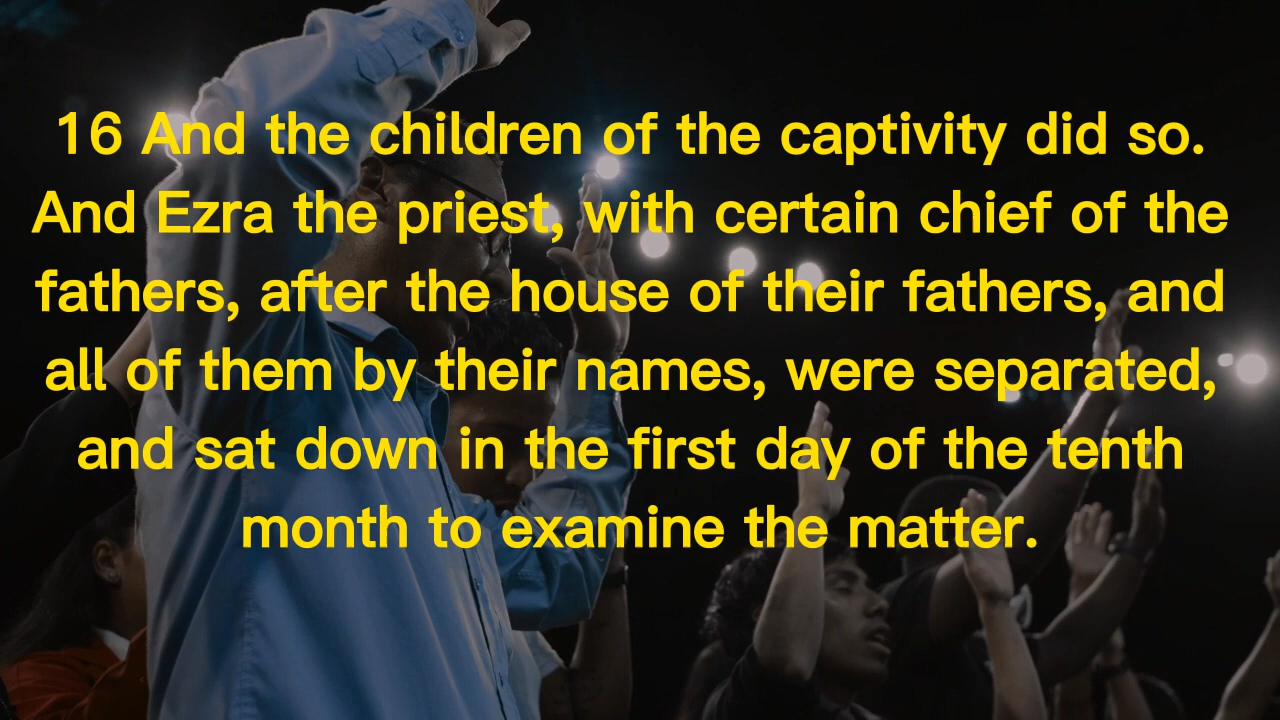 16 And the children of the captivity did so.
And Ezra the priest, with certain chief of the
fathers, after the house of their fathers, and
all of them by their names, were separated,
and sat down in the first day of the tenth
month to examine the matter.